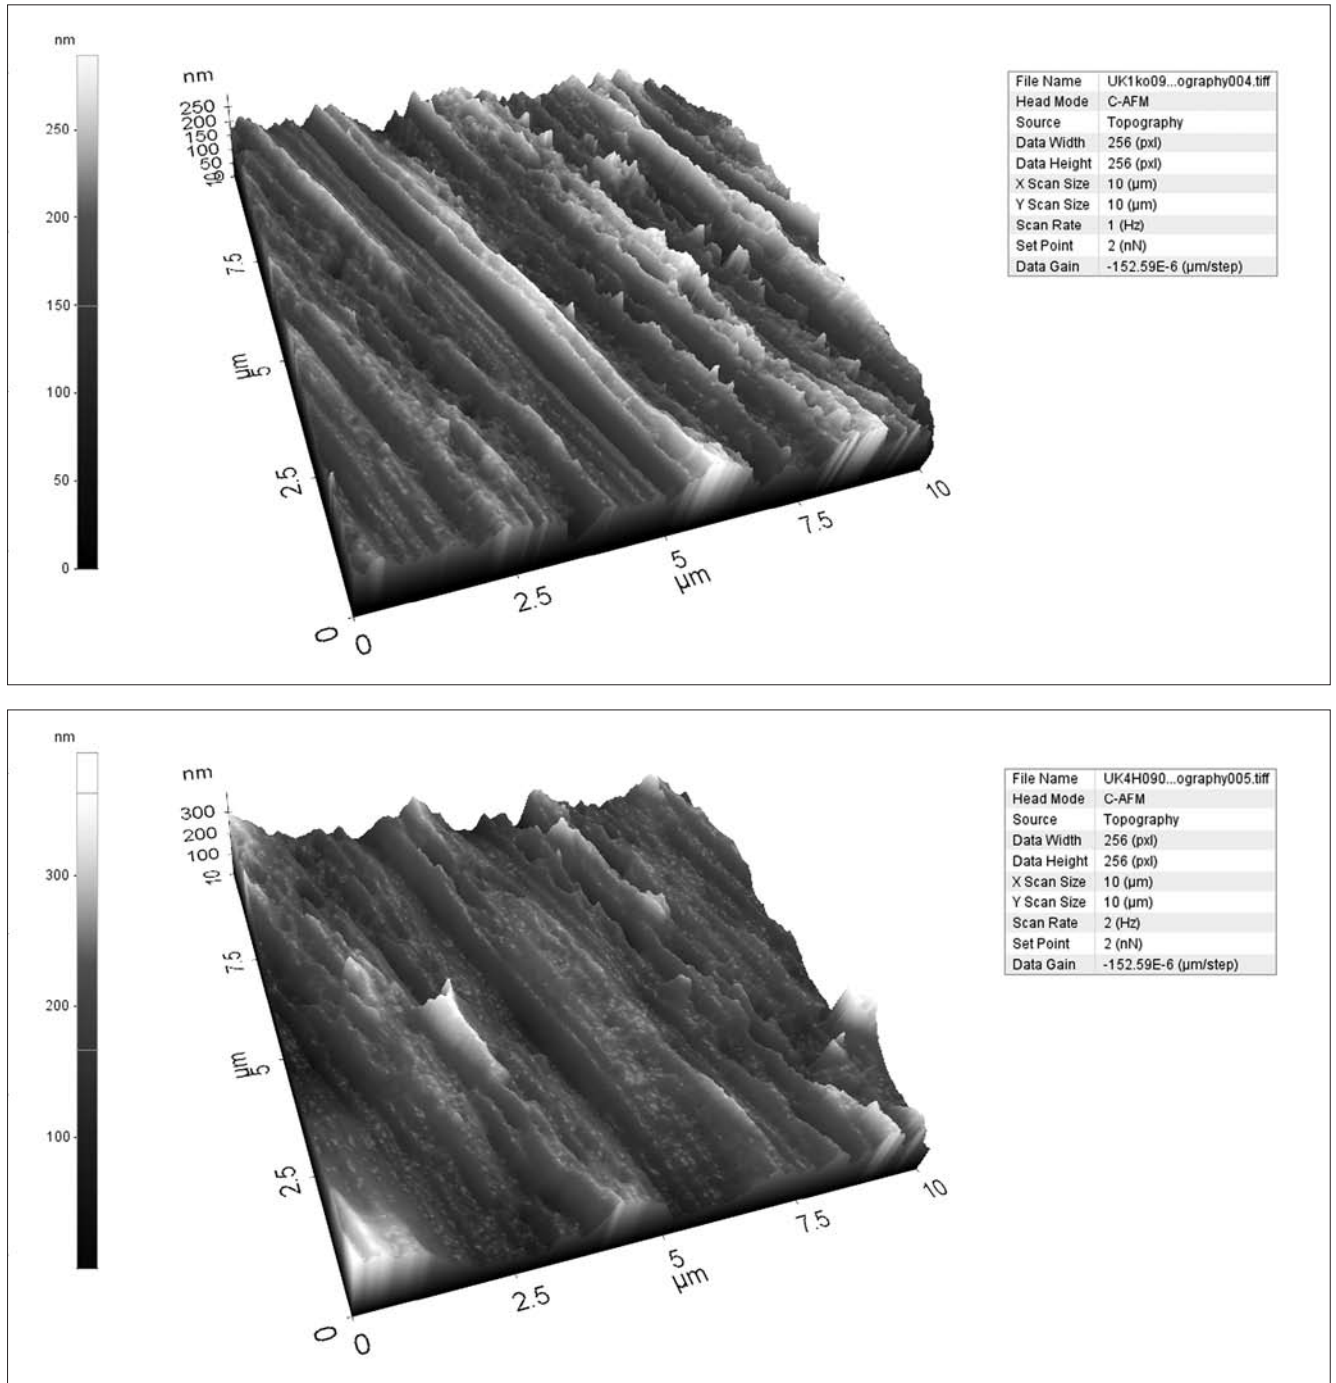 nm
250
200
150
100
50
0
nm
250
200
150
100
50
10
7.5
µm
5
2.5
0
0
2.5
5
µm
7.5
10
File Name UK1ko09...ography004.tiff
Head Mode C-AFM
Source Topography
Data Width 256 (pxl)
Data Height 256 (pxl)
X Scan Size 10 (µm)
Y Scan Size 10 (µm)
Scan Rate 1 (Hz)
Set Point 2 (nN)
Data Gain -152.59E-6 (µm/step)
nm
300
200
100
nm
300
200
100
10
7.5
µm
5
2.5
0
0
2.5
5
µm
7.5
10
File Name UK4H090...ography005.tiff
Head Mode C-AFM
Source Topography
Data Width 256 (pxl)
Data Height 256 (pxl)
X Scan Size 10 (µm)
Y Scan Size 10 (µm)
Scan Rate 2 (Hz)
Set Point 2 (nN)
Data Gain -152.59E-6 (µm/step)